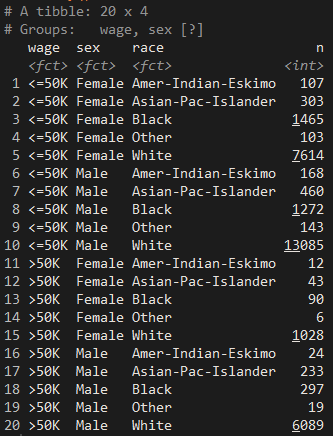 # A tibble: 20 x 4
# Groups: wage, sex [?]
wage sex race n
<fct> <fct> <fct> <int>
1 <=50K Female Amer-Indian-Eskimo 107
2 <=50K Female Asian-Pac-Islander 303
3 <=50K Female Black 1465
4 <=50K Female Other 103
5 <=50K Female White 7614
6 <=50K Male Amer-Indian-Eskimo 168
7 <=50K Male Asian-Pac-Islander 460
8 <=50K Male Black 1272
9 <=50K Male Other 143
10 <=50K Male White 13085
11 >50K Female Amer-Indian-Eskimo 12
12 >50K Female Asian-Pac-Islander 43
13 >50K Female Black 90
14 >50K Female Other 6
15 >50K Female White 1028
16 >50K Male Amer-Indian-Eskimo 24
17 >50K Male Asian-Pac-Islander 233
18 >50K Male Black 297
19 >50K Male Other 19
20 >50K Male White 6089